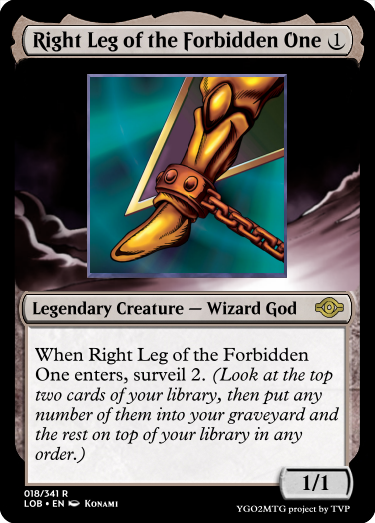 Right Leg of the Forbidden One 1
Legendary Creature — Wizard God
When Right Leg of the Forbidden
One enters, surveil 2. (Look at the top
two cards of your library, then put any
number of them into your graveyard and
the rest on top of your library in any
order.)
1/1
018/341 R
LOB • EN Konami
YGO2MTG project by TVP